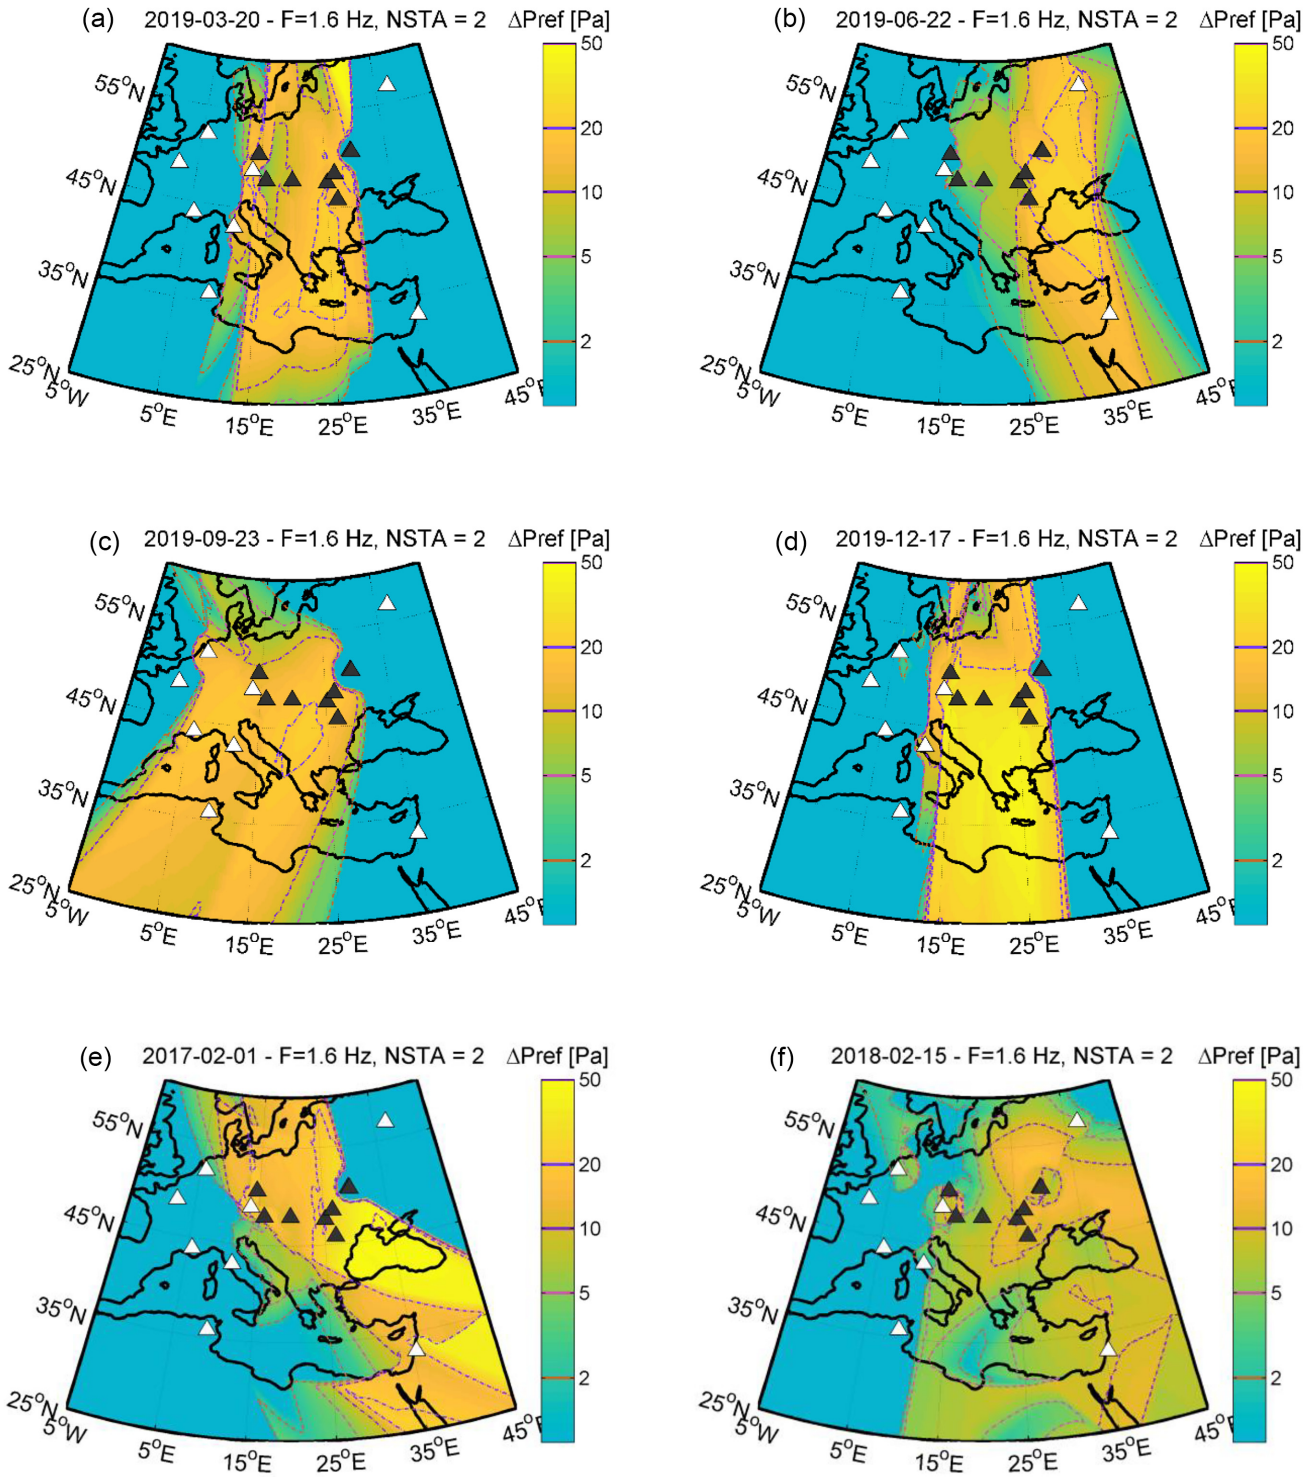 (a) 2019-03-20 - F=1.6 Hz, NSTA = 2 ΔPref [Pa]
55°N
45°N
35°N
25°N
5°W
5°E
15°E
25°E
35°E
45°E
50
20
10
5
2
(b) 2019-06-22 - F=1.6 Hz, NSTA = 2 ΔPref [Pa]
55°N
45°N
35°N
25°N
5°W
5°E
15°E
25°E
35°E
45°E
50
20
10
5
2
(c) 2019-09-23 - F=1.6 Hz, NSTA = 2 ΔPref [Pa]
55°N
45°N
35°N
25°N
5°W
5°E
15°E
25°E
35°E
45°E
50
20
10
5
2
(d) 2019-12-17 - F=1.6 Hz, NSTA = 2 ΔPref [Pa]
55°N
45°N
35°N
25°N
5°W
5°E
15°E
25°E
35°E
45°E
50
20
10
5
2
(e) 2017-02-01 - F=1.6 Hz, NSTA = 2 ΔPref [Pa]
55°N
45°N
35°N
25°N
5°W
5°E
15°E
25°E
35°E
45°E
50
20
10
5
2
(f) 2018-02-15 - F=1.6 Hz, NSTA = 2 ΔPref [Pa]
55°N
45°N
35°N
25°N
5°W
5°E
15°E
25°E
35°E
45°E
50
20
10
5
2